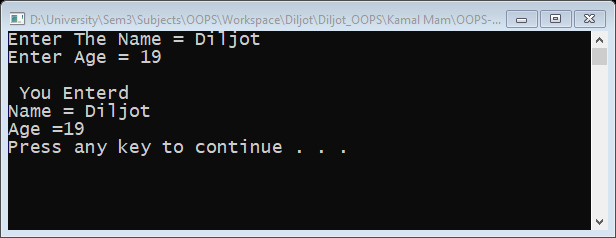 D:\University\Sem3\Subjects\OOPS\Workspace\Diljot\Diljot_OOPS\Kamal Mam\OOPS-...
Enter The Name = Diljot
Enter Age = 19
You Enterd
Name = Diljot
Age =19
Press any key to continue . . .